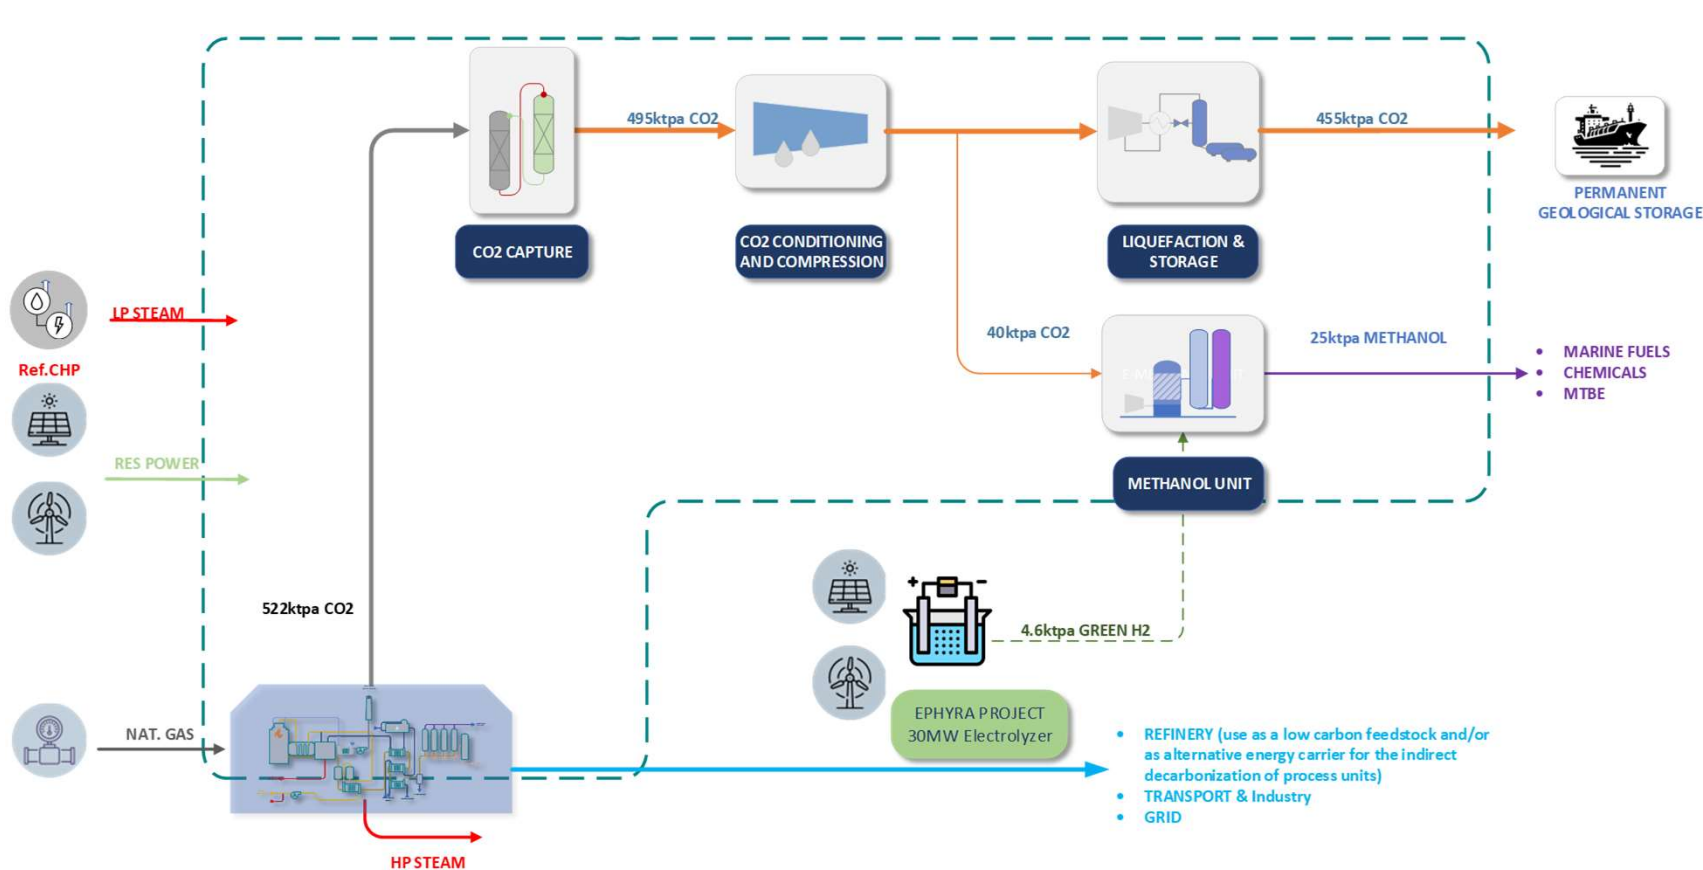 495ktpa CO2
455ktpa CO2
PERMANENT
GEOLOGICAL STORAGE
CO2 CAPTURE
CO2 CONDITIONING
AND COMPRESSION
LIQUEFACTION &
STORAGE
LP STEAM
Ref.CHP
40ktpa CO2
25ktpa METHANOL
• MARINE FUELS
• CHEMICALS
• MTBE
RES POWER
METHANOL UNIT
522ktpa CO2
+ -
4.6ktpa GREEN H2
NAT. GAS
EPHYRA PROJECT
30MW Electrolyzer
• REFINERY (use as a low carbon feedstock and/or
as alternative energy carrier for the indirect
decarbonization of process units)
• TRANSPORT & Industry
• GRID
HP STEAM